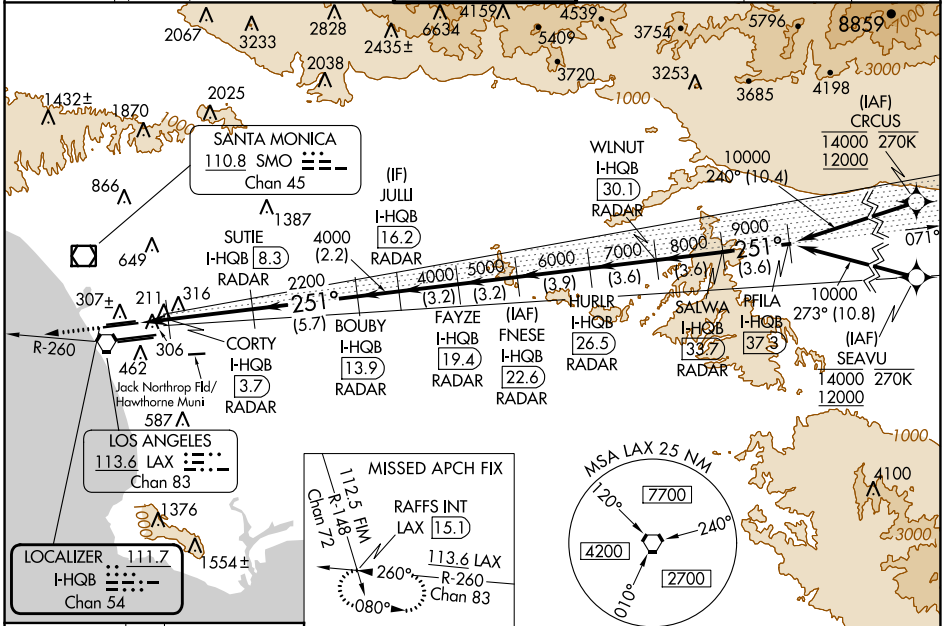 2067
3233
2828
2435±
4159
6634
4539
5409
3720
3754
3253
5796
3685
8859
7000
4198
3000
1000
1432±
1870
1000
2025
2038
SANTA MONICA
110.8 SMO
Chan 45
866
649
1387
(IF)
JULLI
I-HQB
16.2
RADAR
WLNUT
I-HQB
30.1
RADAR
10000
240° (10.4)
(IAF)
CRCUS
14000 270K
12000
071°
SUTIE
I-HQB 8.3
RADAR
4000
(2.2)
2200
251°
(5.7)
4000
(3.2)
5000
(3.2)
6000
(3.9)
7000
(3.6)
8000
(3.6)
9000
251°
(3.6)
10000
273° (10.8)
(IAF)
SEAVU
14000 270K
12000
307±
211
316
306
462
R-260
CORTY
I-HQB
3.7
RADAR
BOUBY
I-HQB
13.9
RADAR
FAYZE
I-HQB
19.4
RADAR
(IAF)
FNESE
I-HQB
22.6
RADAR
HURLR
I-HQB
26.5
RADAR
SALWA
I-HQB
33.7
RADAR
PFILA
I-HQB
37.3
RADAR
Jack Northrop Fld/
Hawthorne Muni
587
LOS ANGELES
113.6 LAX
Chan 83
1376
1000
1554±
LOCALIZER 111.7
I-HQB
Chan 54
MISSED APCH FIX
112.5 FIM
R-148
Chan 72
RAFFS INT
LAX 15.1
113.6 LAX
R-260
Chan 83
260°
080°
MSA LAX 25 NM
120°
7700
240°
4200
2700
010°
1000
4100
3000